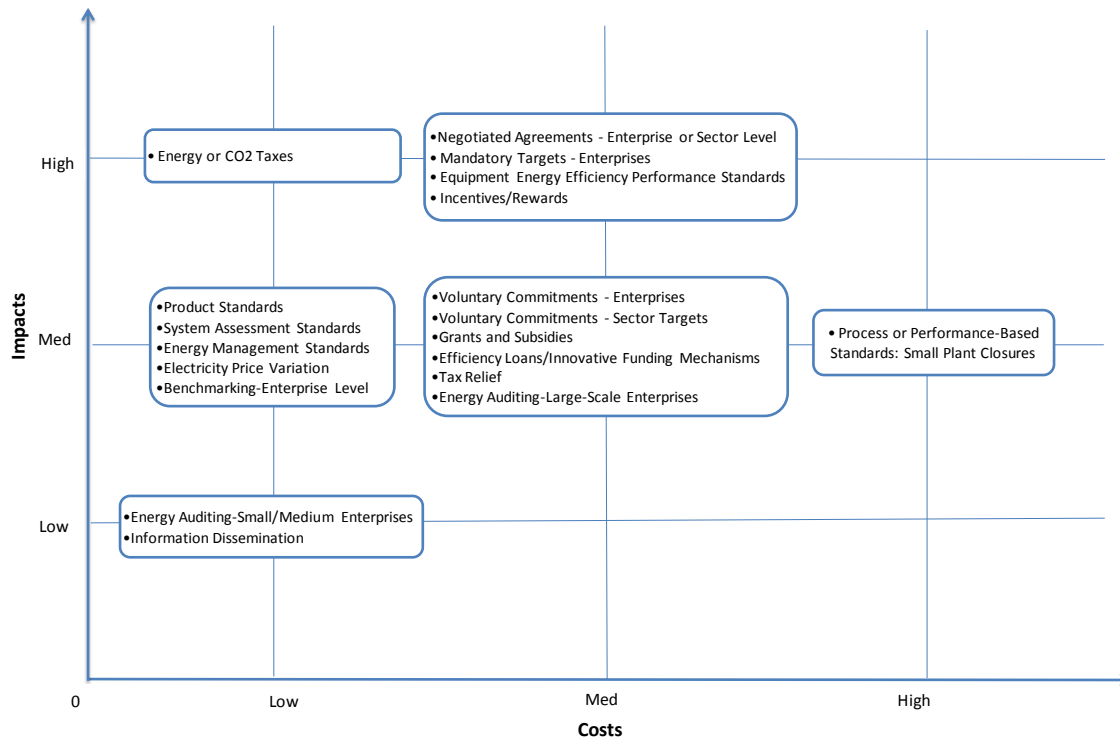 High
• Energy or CO2 Taxes
•Negotiated Agreements - Enterprise or Sector Level
• Mandatory Targets - Enterprises
• Equipment Energy Efficiency Performance Standards
• Incentives/Rewards
Impacts
Med
•Product Standards
•System Assessment Standards
•Energy Management Standards
•Electricity Price Variation
•Benchmarking-Enterprise Level
•Voluntary Commitments - Enterprises
•Voluntary Commitments - Sector Targets
•Grants and Subsidies
•Efficiency Loans/Innovative Funding Mechanisms
•Tax Relief
•Energy Auditing-Large-Scale Enterprises
• Process or Performance-Based
Standards: Small Plant Closures
Low
•Energy Auditing-Small/Medium Enterprises
•Information Dissemination
0
Low
Med
High
Costs